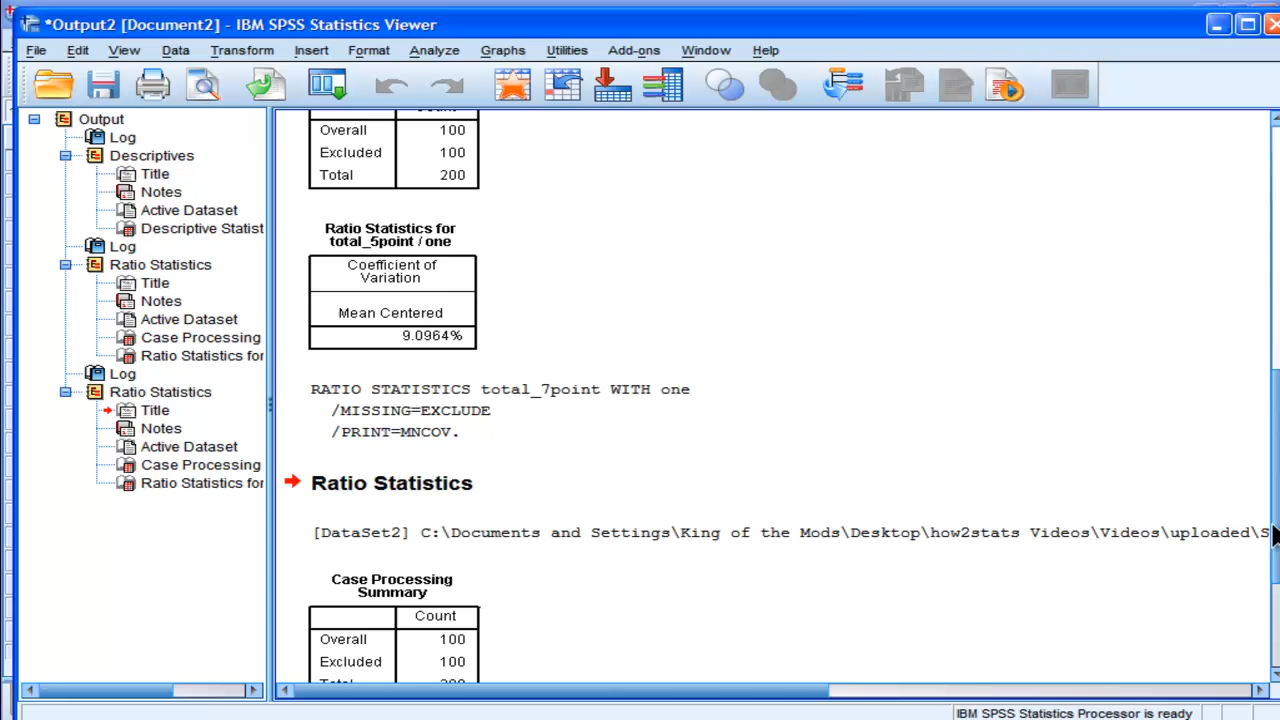 *Output2 [Document2] - IBM SPSS Statistics Viewer
File Edit View Data Transform Insert Format Analyze Graphs Utilities Add-ons Window Help
Output
Log
Descriptives
Title
Notes
Active Dataset
Descriptive Statist
Log
Ratio Statistics
Title
Notes
Active Dataset
Case Processing
Ratio Statistics for
Log
Ratio Statistics
Title
Notes
Active Dataset
Case Processing
Ratio Statistics for
Count
Overall 100
Excluded 100
Total 200
Ratio Statistics for
total_5point / one
Coefficient of
Variation
Mean Centered
9.0964%
RATIO STATISTICS total_7point WITH one
/MISSING=EXCLUDE
/PRINT=MNCOV.
Ratio Statistics
[DataSet2] C:\Documents and Settings\King of the Mods\Desktop\how2stats Videos\Videos\uploaded\S
Case Processing
Summary
Count
Overall 100
Excluded 100
Total 200
IBM SPSS Statistics Processor is ready